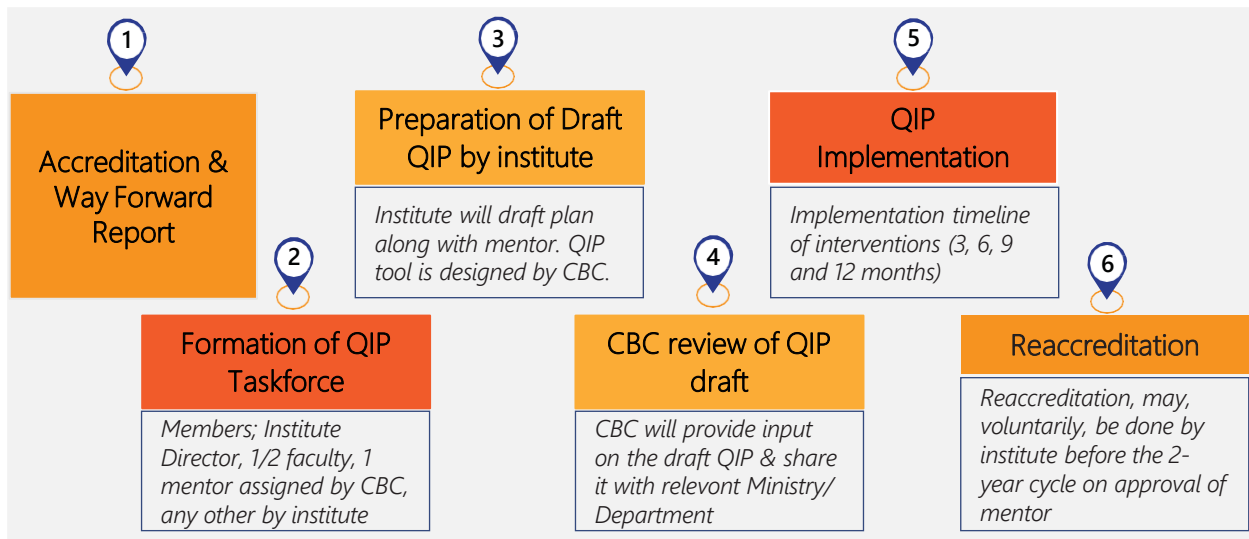 1
Accreditation &
Way Forward
Report
2
Formation of QIP
Taskforce
Members; Institute
Director, 1/2 faculty, 1
mentor assigned by CBC,
any other by institute
3
Preparation of Draft
QIP by institute
Institute will draft plan
along with mentor. QIP
tool is designed by CBC.
4
CBC review of QIP
draft
CBC will provide input
on the draft QIP & share
it with relevont Ministry/
Department
5
QIP
Implementation
Implementation timeline
of interventions (3, 6, 9
and 12 months)
6
Reaccreditation
Reaccreditation, may,
voluntarily, be done by
institute before the 2-
year cycle on approval of
mentor